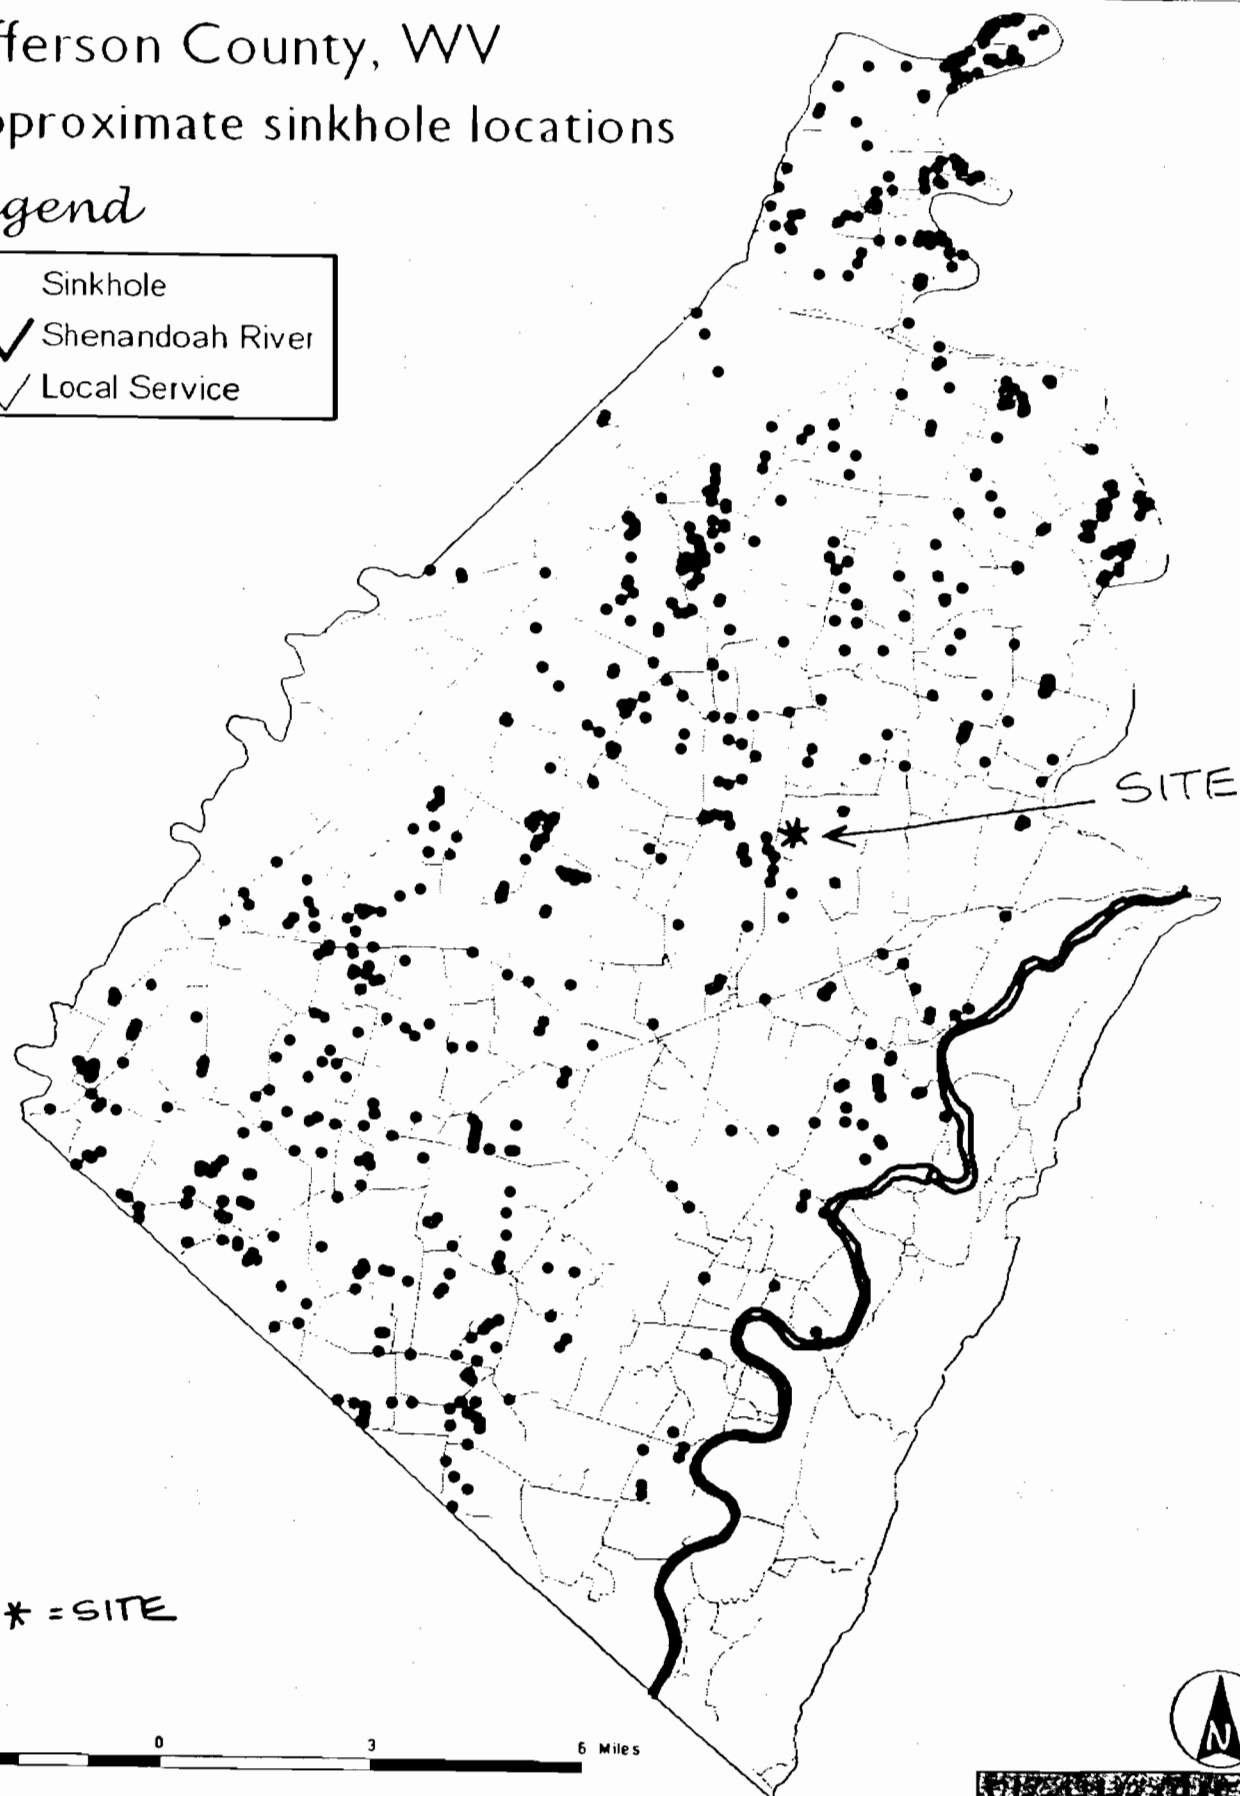 fferson County, WV
pproximate sinkhole locations
gend
Sinkhole
Shenandoah River
Local Service
SITE
* = SITE
0 3 6 Miles
N